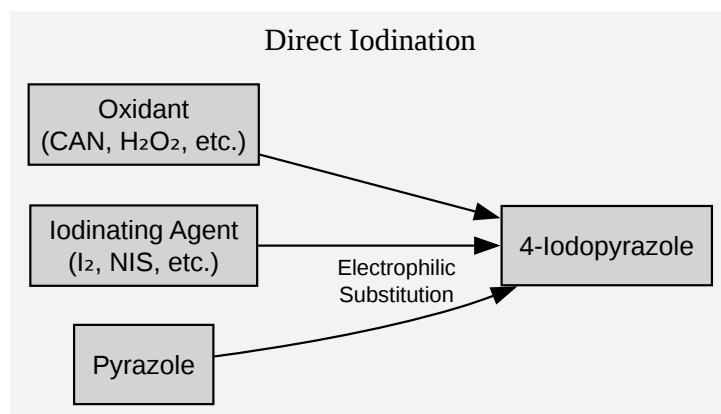 Direct Iodination
Oxidant
(CAN, H₂O₂, etc.)
Iodinating Agent
(I₂, NIS, etc.)
4-Iodopyrazole
Electrophilic
Substitution
Pyrazole